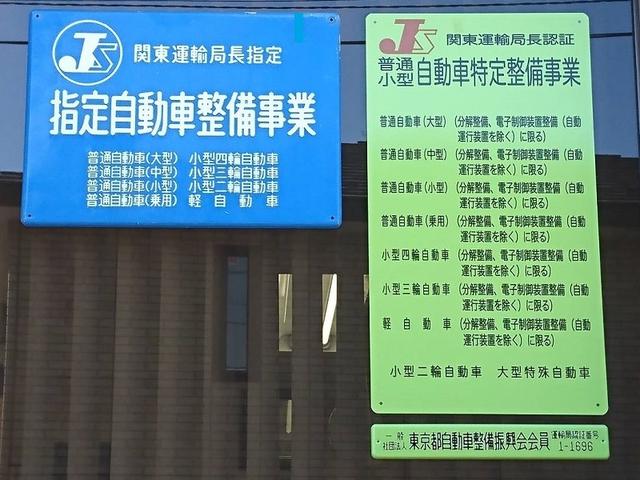 JS 関東運輸局長指定
指定自動車整備事業
普通自動車(大型) 小型四輪自動車
普通自動車(中型) 小型三輪自動車
普通自動車(小型) 小型二輪自動車
普通自動車(乗用) 軽自動車
JS 関東運輸局長認証
普通
小型 自動車特定整備事業
普通自動車(大型) (分解整備、電子制御装置整備(自動
運行装置を除く)に限る)
普通自動車(中型) (分解整備、電子制御装置整備(自動
運行装置を除く)に限る)
普通自動車(小型) (分解整備、電子制御装置整備(自動
運行装置を除く)に限る)
普通自動車(乗用) (分解整備、電子制御装置整備(自動
運行装置を除く)に限る)
小型四輪自動車 (分解整備、電子制御装置整備(自動
運行装置を除く)に限る)
小型三輪自動車 (分解整備、電子制御装置整備(自動
運行装置を除く)に限る)
軽自動車 (分解整備、電子制御装置整備(自動
運行装置を除く)に限る)
小型二輪自動車 大型特殊自動車
一般
社団法人 東京都自動車整備振興会会員 運輸局認証番号
1-1696